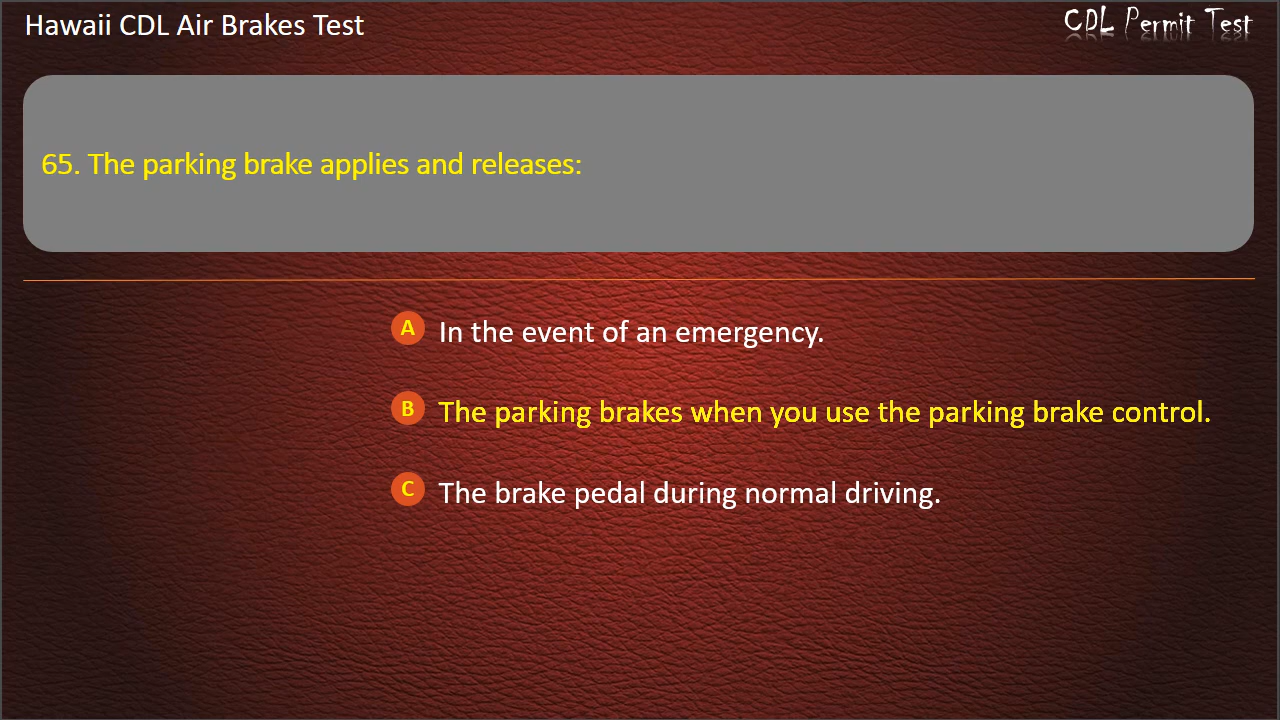 Hawaii CDL Air Brakes Test
CDL Permit Test
65. The parking brake applies and releases:
A In the event of an emergency.
B The parking brakes when you use the parking brake control.
C The brake pedal during normal driving.